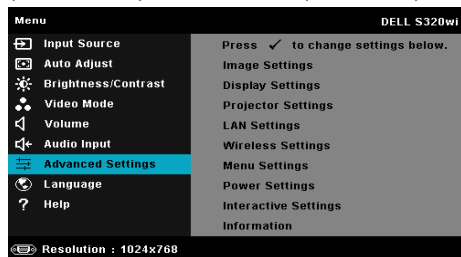 Menu
DELL S320wi
Input Source
Auto Adjust
Brightness/Contrast
Video Mode
Volume
Audio Input
Advanced Settings
Language
Help
Press ✓ to change settings below.
Image Settings
Display Settings
Projector Settings
LAN Settings
Wireless Settings
Menu Settings
Power Settings
Interactive Settings
Information
Resolution : 1024x768